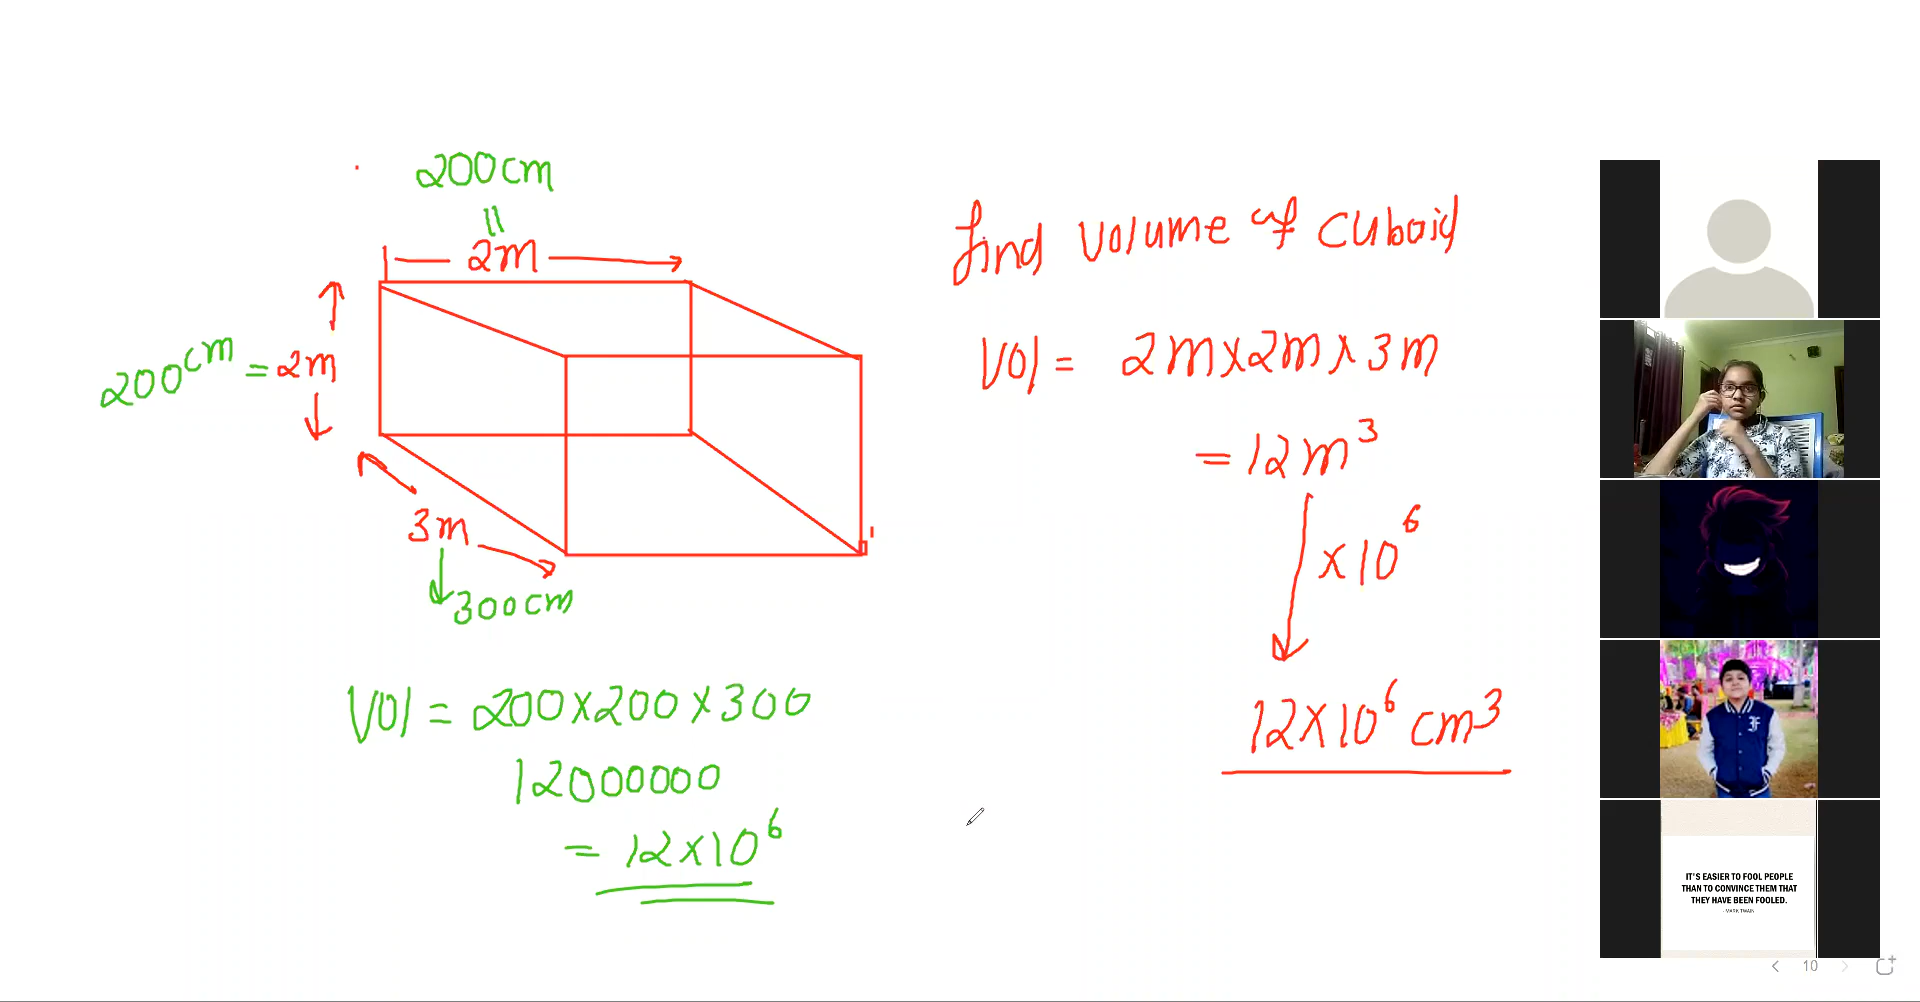 200cm
||
2m
200cm = 2m
3m
300cm
Vol = 200×200×300
12000000
= 12×10⁶
find volume of cuboid
Vol = 2m×2m×3m
= 12m³
×10⁶
12×10⁶ cm³
F
IT'S EASIER TO FOOL PEOPLE
THAN TO CONVINCE THEM THAT
THEY HAVE BEEN FOOLED.
- MARK TWAIN
< 10 >